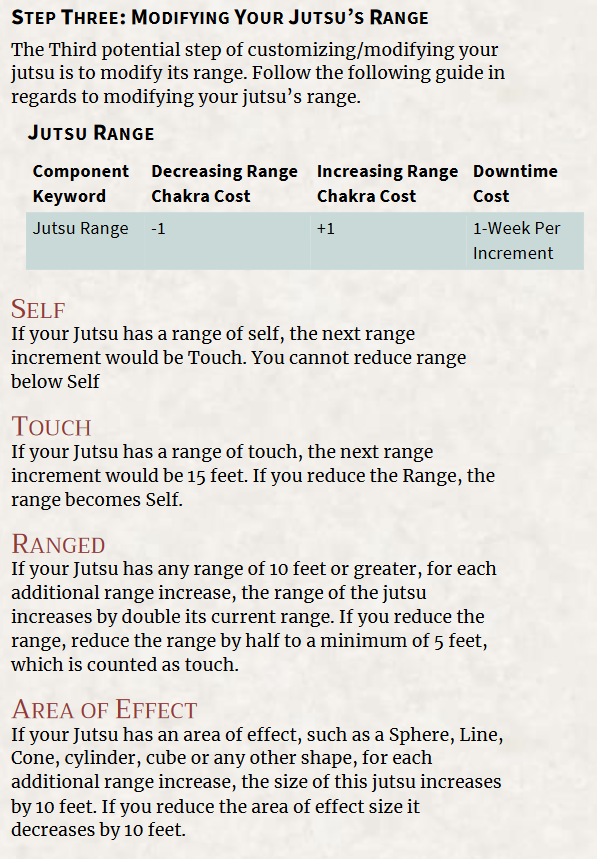 Step Three: Modifying Your Jutsu's Range
The Third potential step of customizing/modifying your
jutsu is to modify its range. Follow the following guide in
regards to modifying your jutsu's range.
Jutsu Range
Component Keyword | Decreasing Range Chakra Cost | Increasing Range Chakra Cost | Downtime Cost
Jutsu Range | -1 | +1 | 1-Week Per Increment
Self
If your Jutsu has a range of self, the next range
increment would be Touch. You cannot reduce range
below Self
Touch
If your Jutsu has a range of touch, the next range
increment would be 15 feet. If you reduce the Range, the
range becomes Self.
Ranged
If your Jutsu has any range of 10 feet or greater, for each
additional range increase, the range of the jutsu
increases by double its current range. If you reduce the
range, reduce the range by half to a minimum of 5 feet,
which is counted as touch.
Area of Effect
If your Jutsu has an area of effect, such as a Sphere, Line,
Cone, cylinder, cube or any other shape, for each
additional range increase, the size of this jutsu increases
by 10 feet. If you reduce the area of effect size it
decreases by 10 feet.